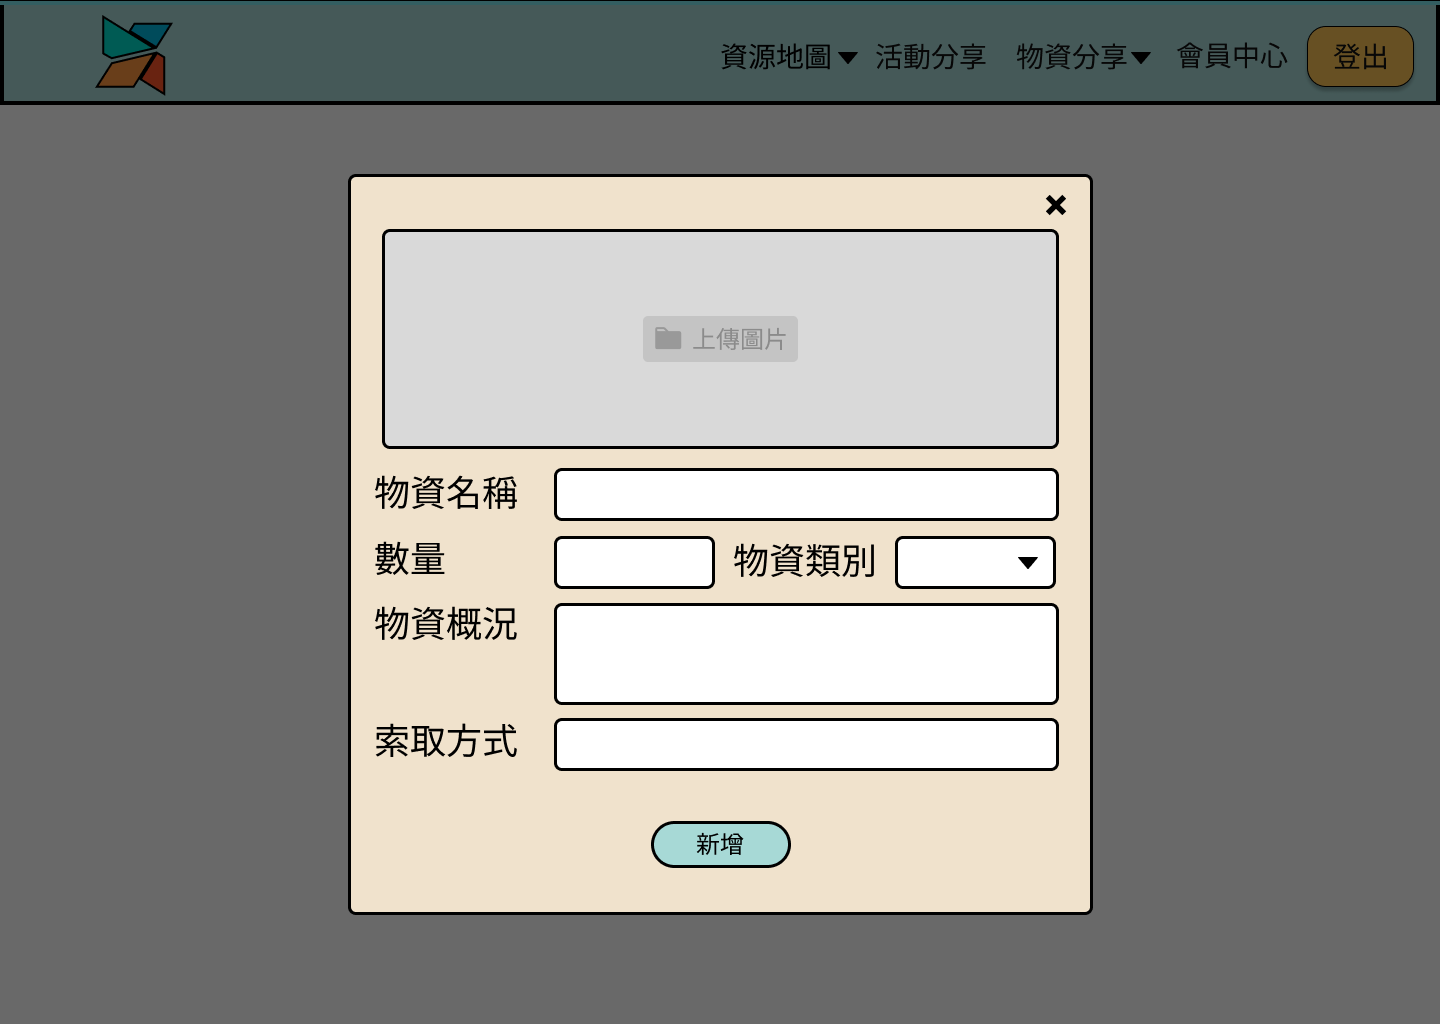 資源地圖 活動分享 物資分享 會員中心 登出
上傳圖片
物資名稱
數量 物資類別
物資概況
索取方式
新增